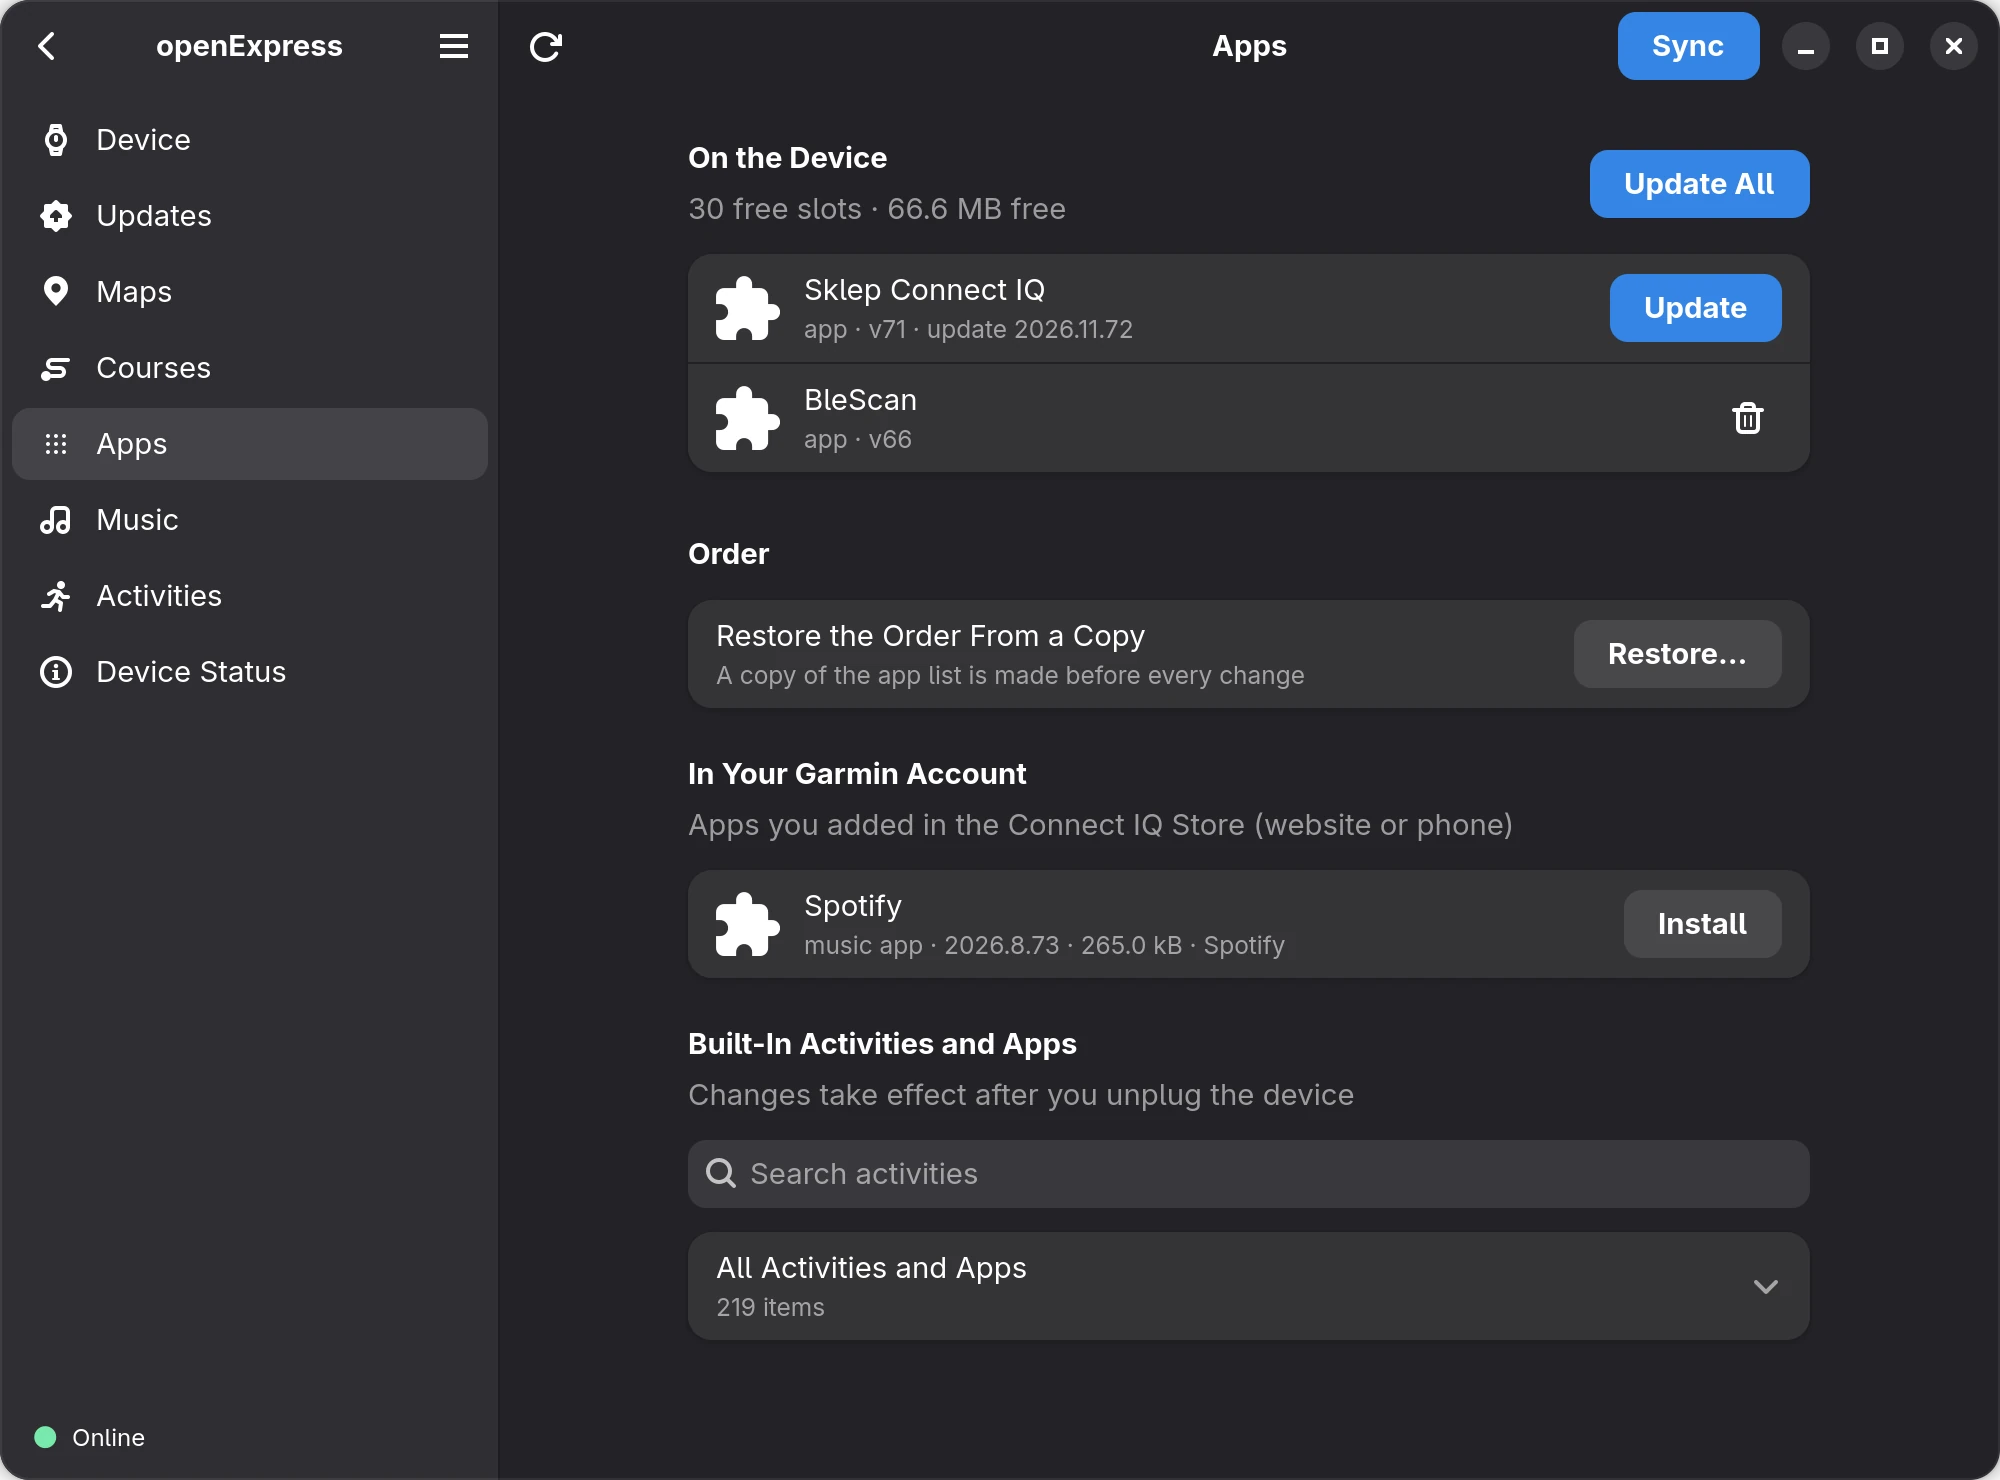 openExpress
Apps
Sync
Device
Updates
Maps
Courses
Apps
Music
Activities
Device Status
Online
On the Device
30 free slots · 66.6 MB free
Update All
Sklep Connect IQ
app · v71 · update 2026.11.72
Update
BleScan
app · v66
Order
Restore the Order From a Copy
A copy of the app list is made before every change
Restore...
In Your Garmin Account
Apps you added in the Connect IQ Store (website or phone)
Spotify
music app · 2026.8.73 · 265.0 kB · Spotify
Install
Built-In Activities and Apps
Changes take effect after you unplug the device
Search activities
All Activities and Apps
219 items